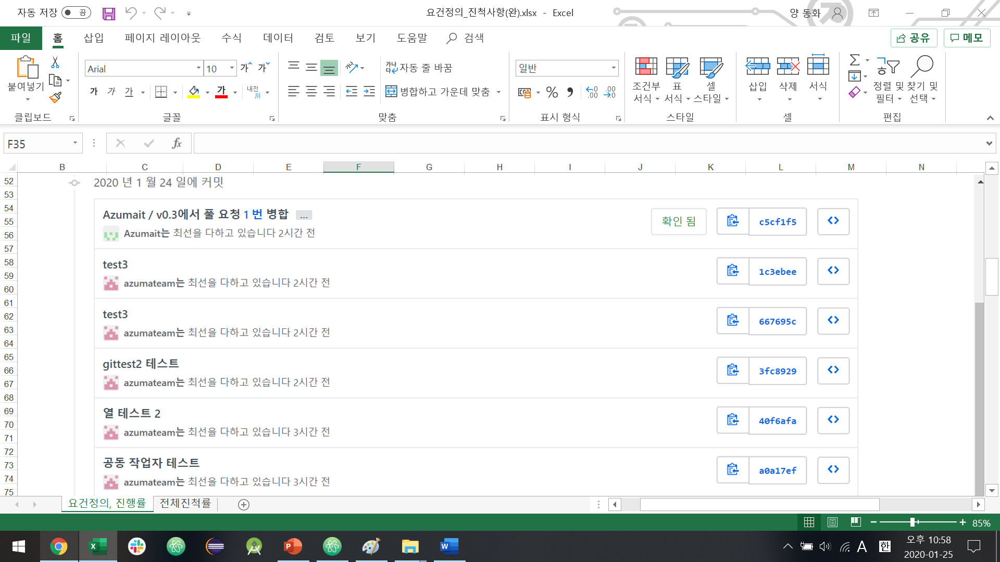 자동 저장 끔 요건정의_진척사항(완).xlsx - Excel 양 동화
파일 홈 삽입 페이지 레이아웃 수식 데이터 검토 보기 도움말 검색 공유 메모
붙여넣기
클립보드
Arial 10 가 가
가 가 가 가 내천 川
글꼴
가나다 자동 줄 바꿈
병합하고 가운데 맞춤
맞춤
일반
% , .00 .00
표시 형식
조건부 서식 표 서식 셀 스타일
스타일
삽입 삭제 서식
셀
정렬 및 필터 찾기 및 선택
편집
F35 fx
B C D E F G H I J K L M N
52
53
54
55
56
57
58
59
60
61
62
63
64
65
66
67
68
69
70
71
72
73
74
75
2020 년 1 월 24 일에 커밋
Azumait / v0.3에서 풀 요청 1 번 병합 ...
확인 됨 c5cf1f5
Azumait는 최선을 다하고 있습니다 2시간 전
test3
1c3ebee
azumateam는 최선을 다하고 있습니다 2시간 전
test3
667695c
azumateam는 최선을 다하고 있습니다 2시간 전
gittest2 테스트
3fc8929
azumateam는 최선을 다하고 있습니다 2시간 전
열 테스트 2
40f6afa
azumateam는 최선을 다하고 있습니다 3시간 전
공동 작업자 테스트
a0a17ef
azumateam는 최선을 다하고 있습니다 3시간 전
요건정의, 진행률 전체진척률
85%
A 한 오후 10:58
2020-01-25